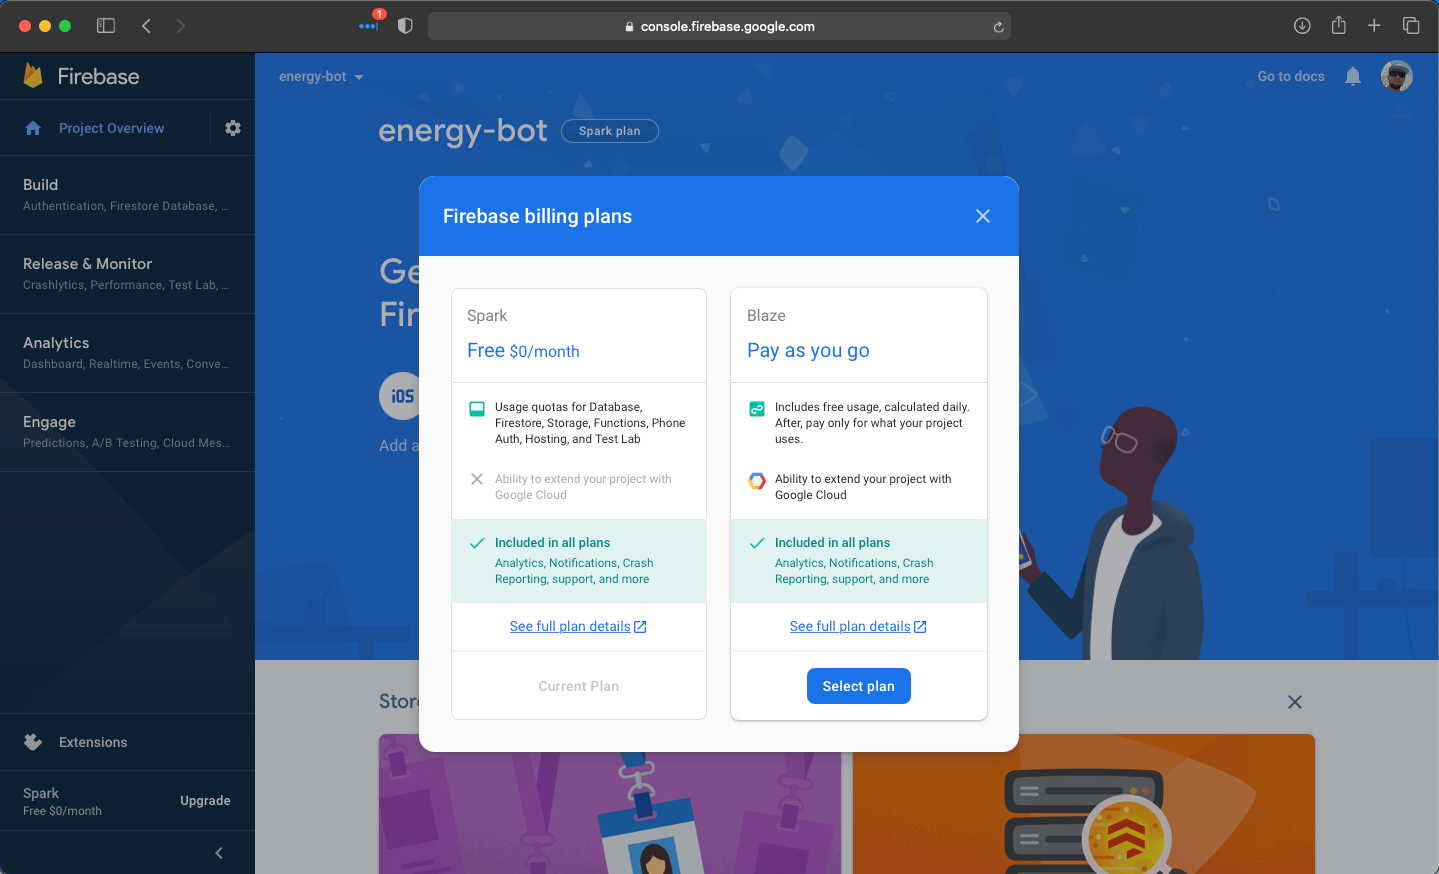 1
console.firebase.google.com
Firebase
energy-bot
Go to docs
Project Overview
energy-bot
Spark plan
Build
Authentication, Firestore Database, ...
Release & Monitor
Crashlytics, Performance, Test Lab, ...
Analytics
Dashboard, Realtime, Events, Conve...
Engage
Predictions, A/B Testing, Cloud Mes...
Extensions
Spark
Free $0/month
Upgrade
Ge
Fir
iOS
Add a
Stor
Firebase billing plans
Spark
Free $0/month
Usage quotas for Database,
Firestore, Storage, Functions, Phone
Auth, Hosting, and Test Lab
Ability to extend your project with
Google Cloud
Included in all plans
Analytics, Notifications, Crash
Reporting, support, and more
See full plan details
Current Plan
Blaze
Pay as you go
Includes free usage, calculated daily.
After, pay only for what your project
uses.
Ability to extend your project with
Google Cloud
Included in all plans
Analytics, Notifications, Crash
Reporting, support, and more
See full plan details
Select plan